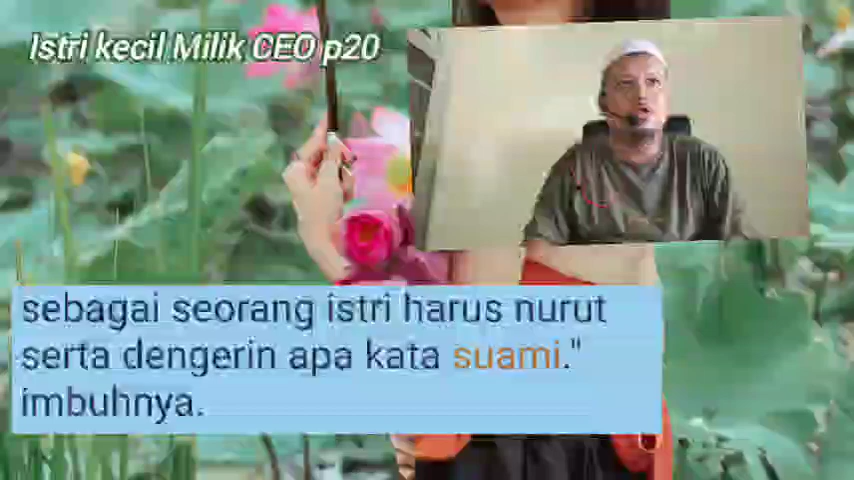 Istri kecil Milik CEO p20
sebagai seorang istri harus nurut
serta dengerin apa kata suami."
imbuhnya.